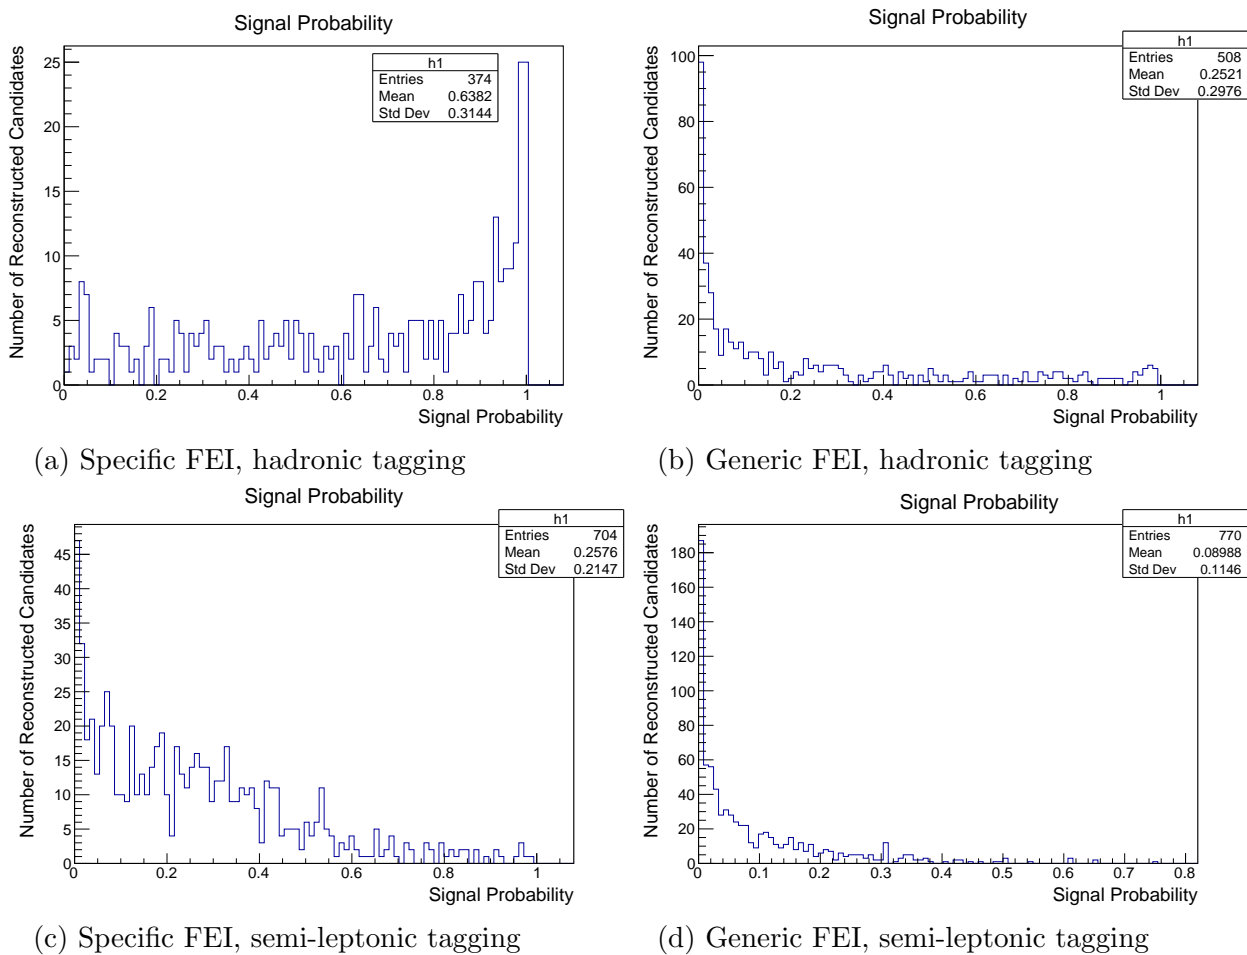 Signal Probability
h1
Entries 374
Mean 0.6382
Std Dev 0.3144
Number of Reconstructed Candidates
25
20
15
10
5
0
0 0.2 0.4 0.6 0.8 1
Signal Probability
(a) Specific FEI, hadronic tagging
Signal Probability
h1
Entries 508
Mean 0.2521
Std Dev 0.2976
Number of Reconstructed Candidates
100
80
60
40
20
0
0 0.2 0.4 0.6 0.8 1
Signal Probability
(b) Generic FEI, hadronic tagging
Signal Probability
h1
Entries 704
Mean 0.2576
Std Dev 0.2147
Number of Reconstructed Candidates
45
40
35
30
25
20
15
10
5
0
0 0.2 0.4 0.6 0.8 1
Signal Probability
(c) Specific FEI, semi-leptonic tagging
Signal Probability
h1
Entries 770
Mean 0.08988
Std Dev 0.1146
Number of Reconstructed Candidates
180
160
140
120
100
80
60
40
20
0
0 0.1 0.2 0.3 0.4 0.5 0.6 0.7 0.8
Signal Probability
(d) Generic FEI, semi-leptonic tagging